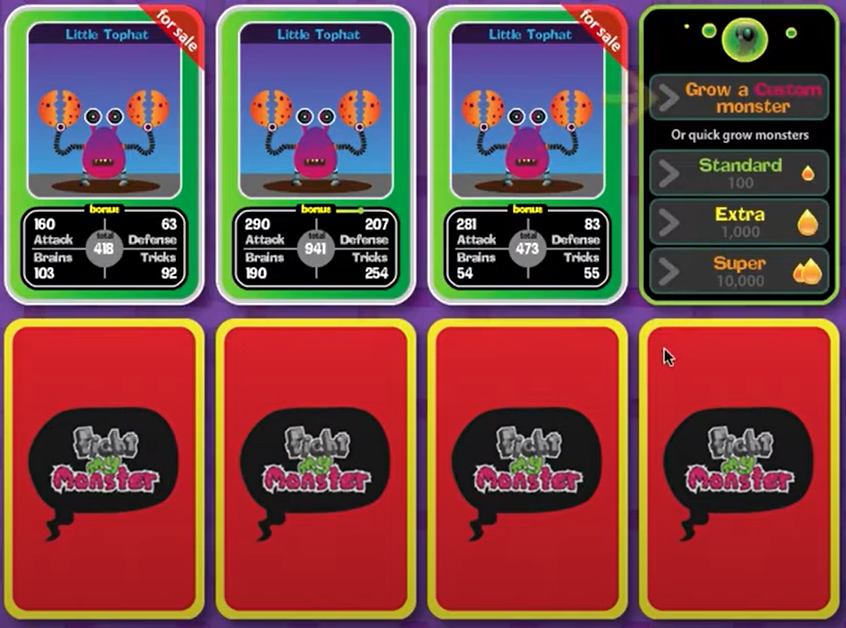 Little Tophat
for sale
bonus
160 63
Attack total Defense
418
Brains Tricks
103 92
Little Tophat
bonus
290 207
Attack total Defense
941
Brains Tricks
190 254
Little Tophat
for sale
bonus
281 83
Attack total Defense
473
Brains Tricks
54 55
Grow a Custom
monster
Or quick grow monsters
Standard
100
Extra
1,000
Super
10,000
Fight
my
Monster
Fight
my
Monster
Fight
my
Monster
Fight
my
Monster